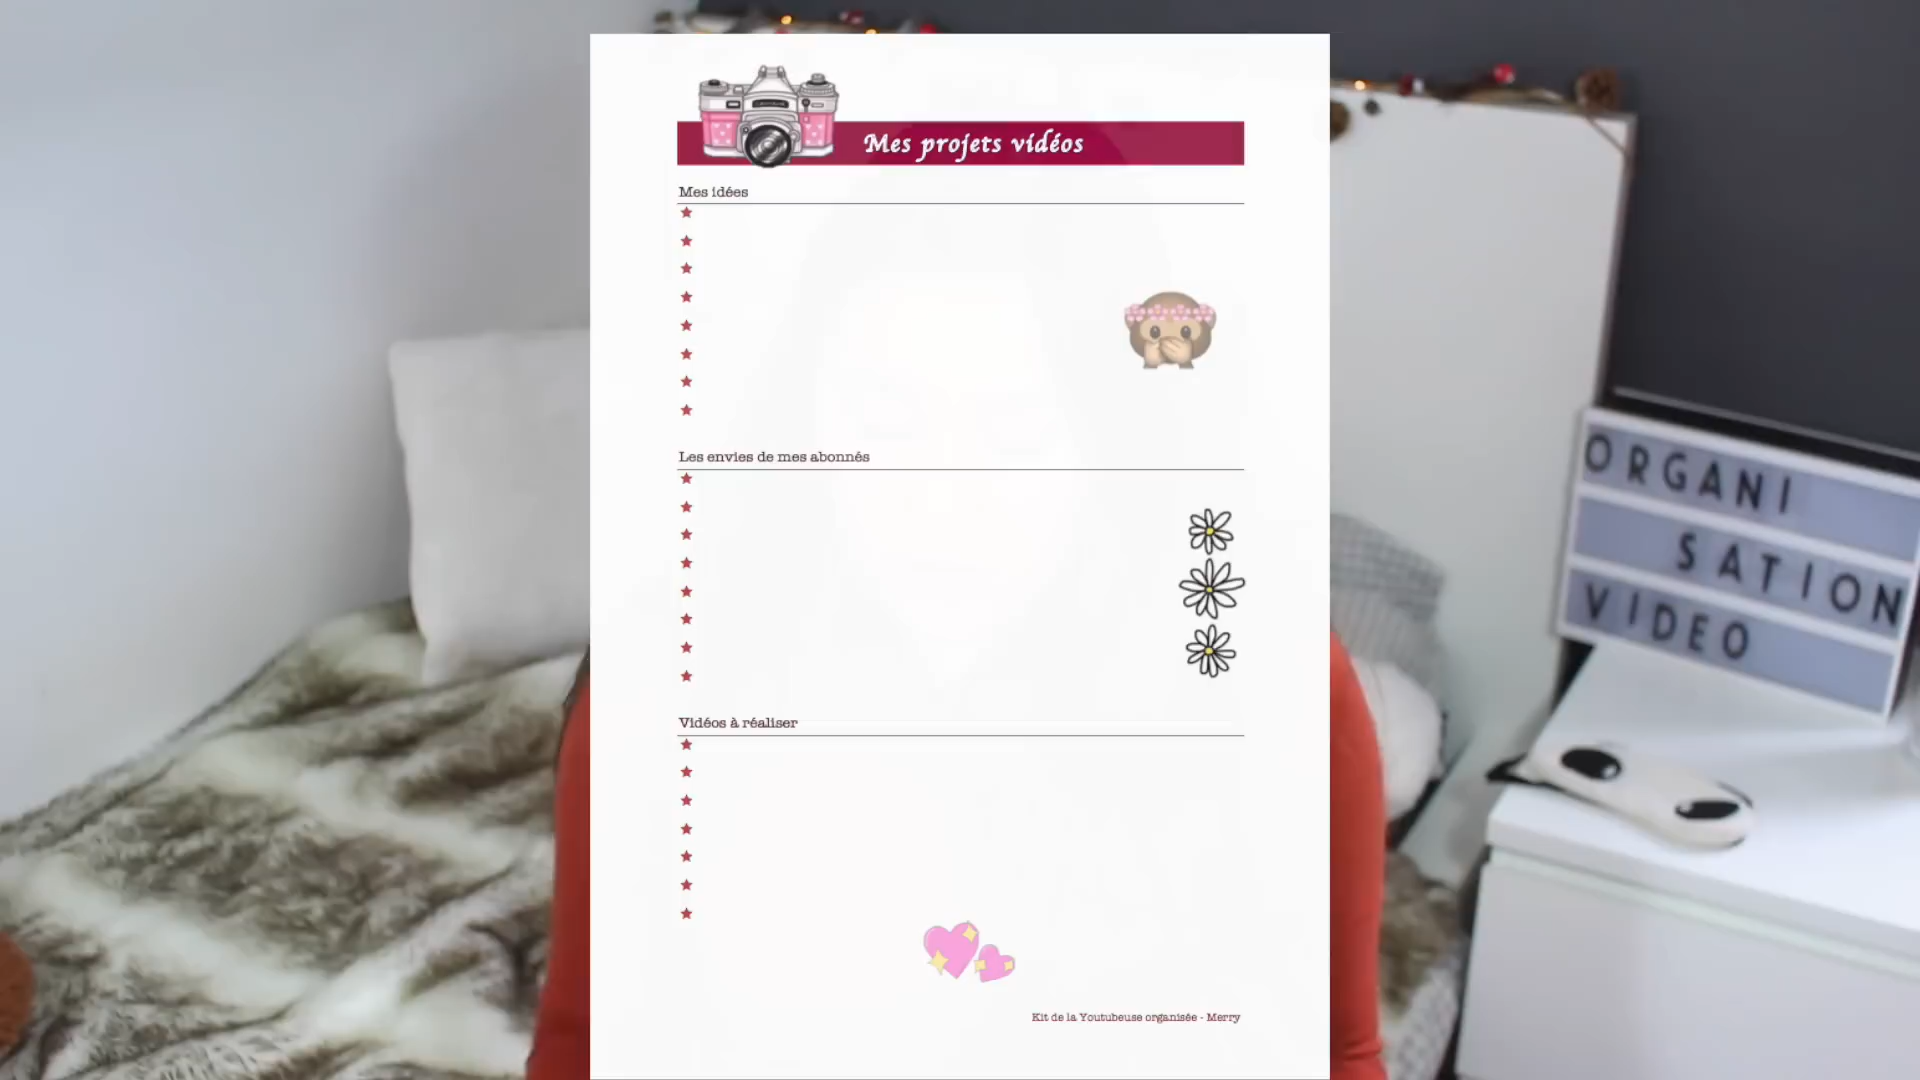 Mes projets vidéos
Mes idées
Les envies de mes abonnés
Vidéos à réaliser
Kit de la Youtubeuse organisée - Merry
ORGANI
SATION
VIDEO